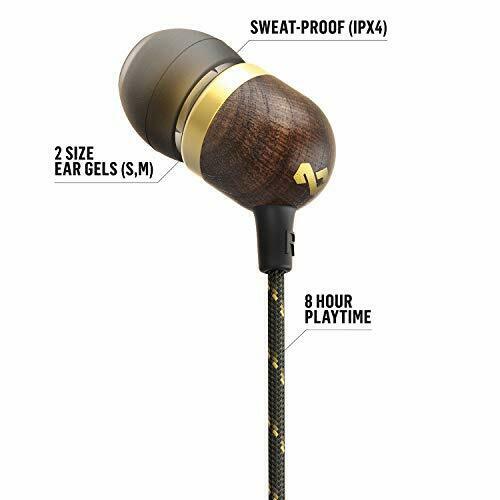 SWEAT-PROOF (IPX4)
2 SIZE
EAR GELS (S,M)
R
8 HOUR
PLAYTIME